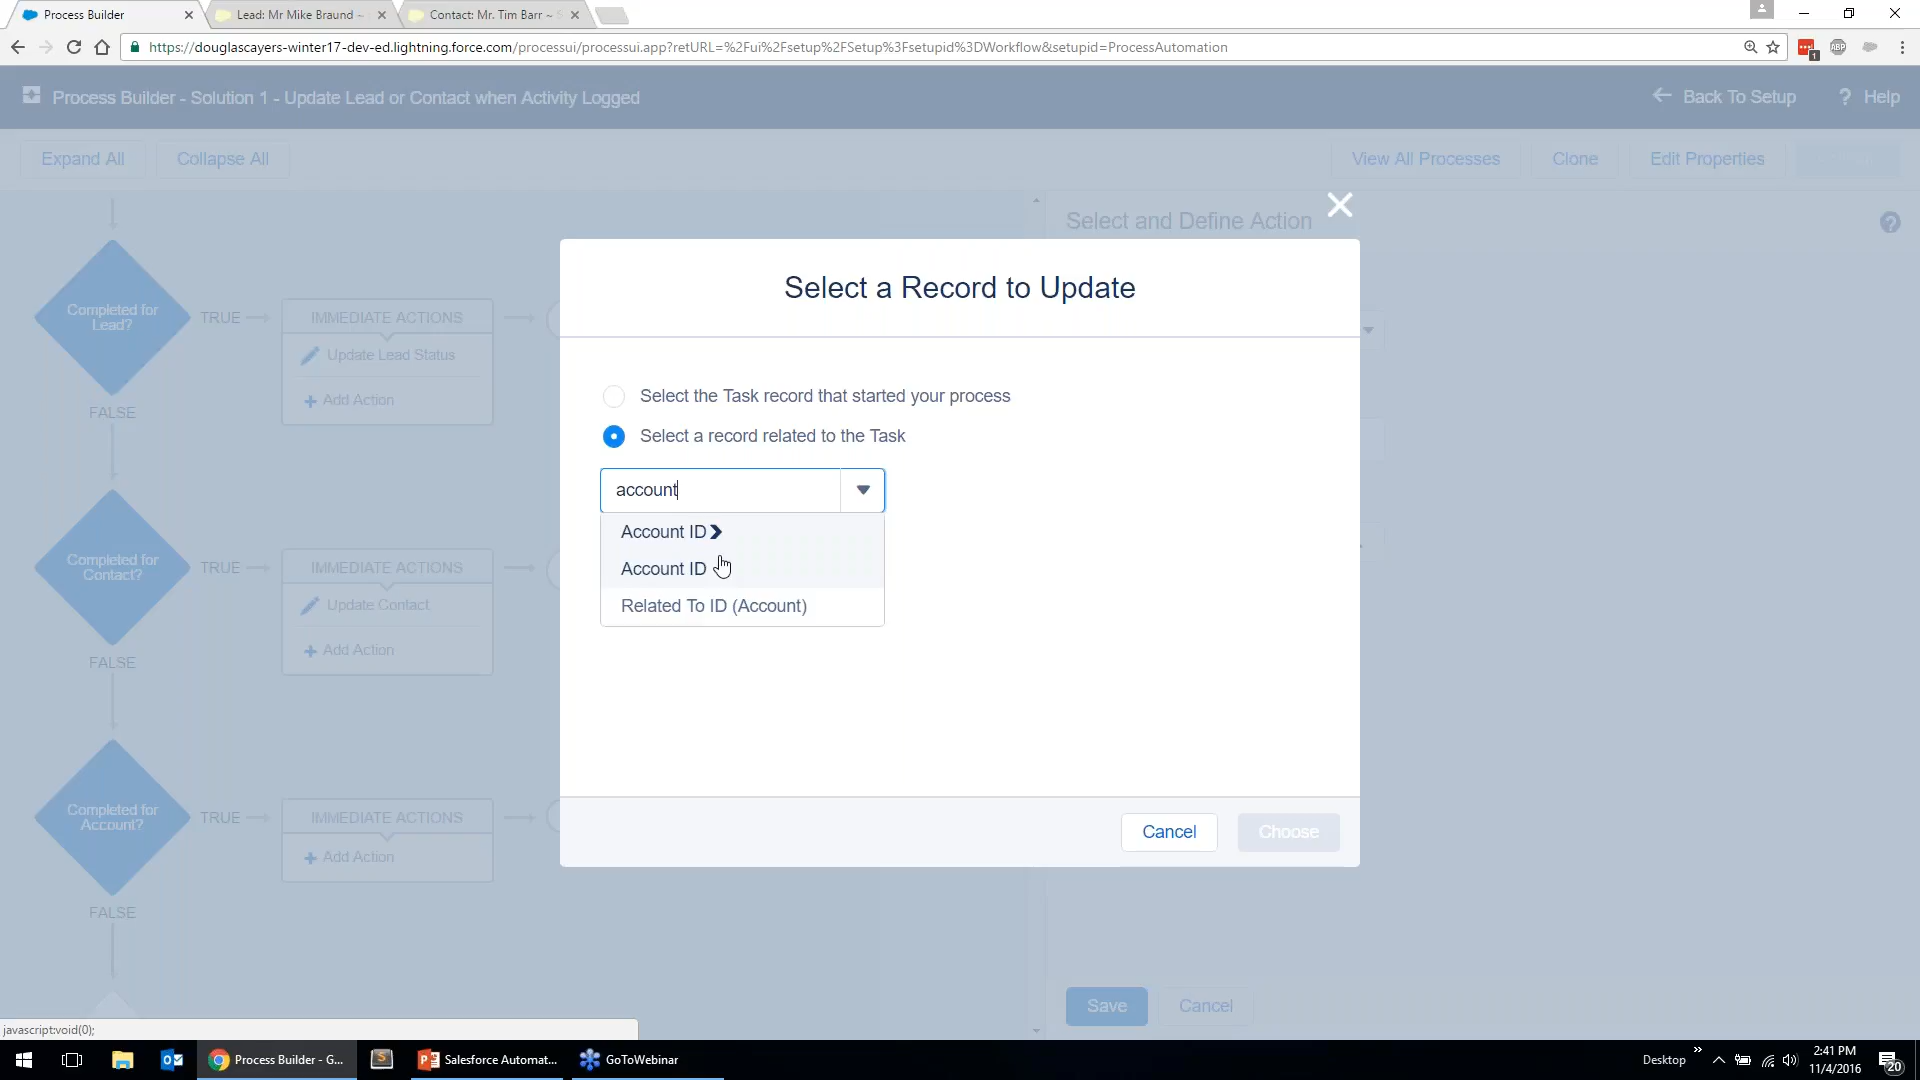 Process Builder
Lead: Mr Mike Braund ~
Contact: Mr. Tim Barr ~ S
https://douglascayers-winter17-dev-ed.lightning.force.com/processui/processui.app?retURL=%2Fui%2Fsetup%2FSetup%3Fsetupid%3DWorkflow&setupid=ProcessAutomation
1
ABP
Process Builder - Solution 1 - Update Lead or Contact when Activity Logged
Back To Setup
? Help
Expand All
Collapse All
View All Processes
Clone
Edit Properties
Select and Define Action
?
Select a Record to Update
Completed for
Lead?
TRUE
IMMEDIATE ACTIONS
Update Lead Status
+ Add Action
FALSE
Select the Task record that started your process
Select a record related to the Task
account
Account ID
Account ID
Related To ID (Account)
Completed for
Contact?
TRUE
IMMEDIATE ACTIONS
Update Contact
+ Add Action
FALSE
Completed for
Account?
TRUE
IMMEDIATE ACTIONS
+ Add Action
FALSE
Cancel
Choose
Save
Cancel
javascript:void(0);
Process Builder - G...
Salesforce Automat...
GoToWebinar
Desktop
2:41 PM
11/4/2016
20